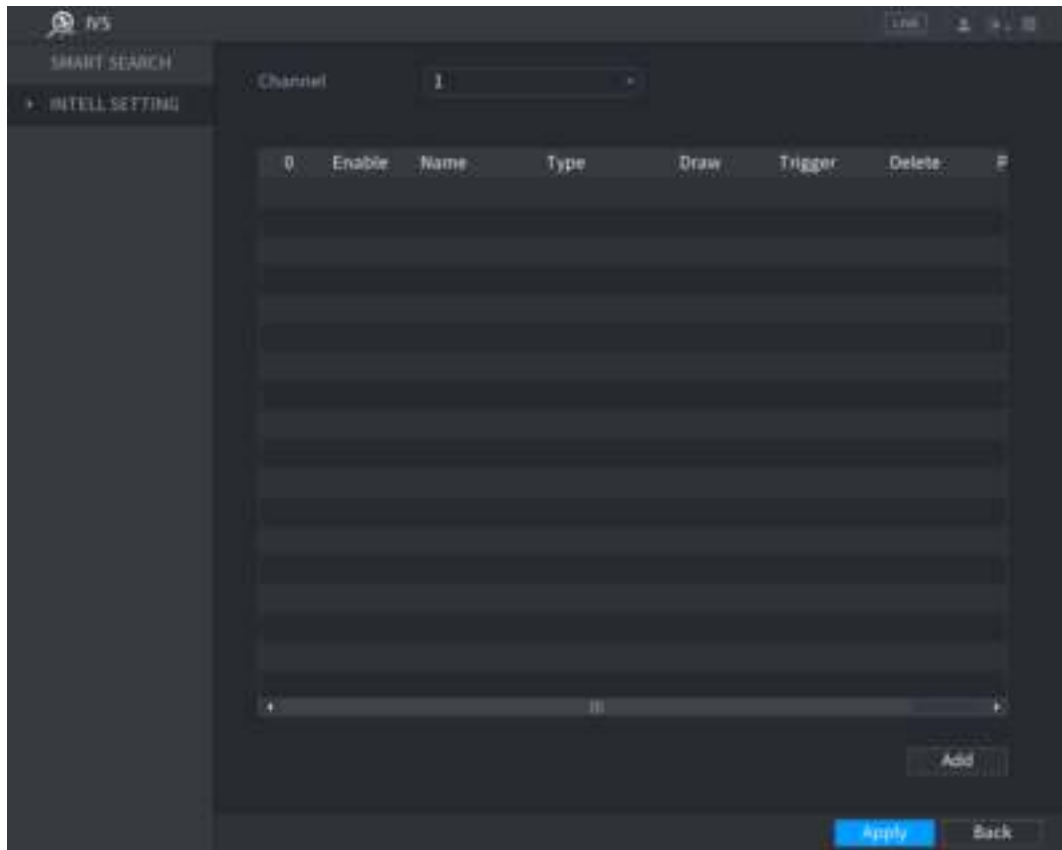 IVS
LIVE
SMART SEARCH
INTELL SETTING
Channel 1
0 Enable Name Type Draw Trigger Delete P
Add
Apply Back